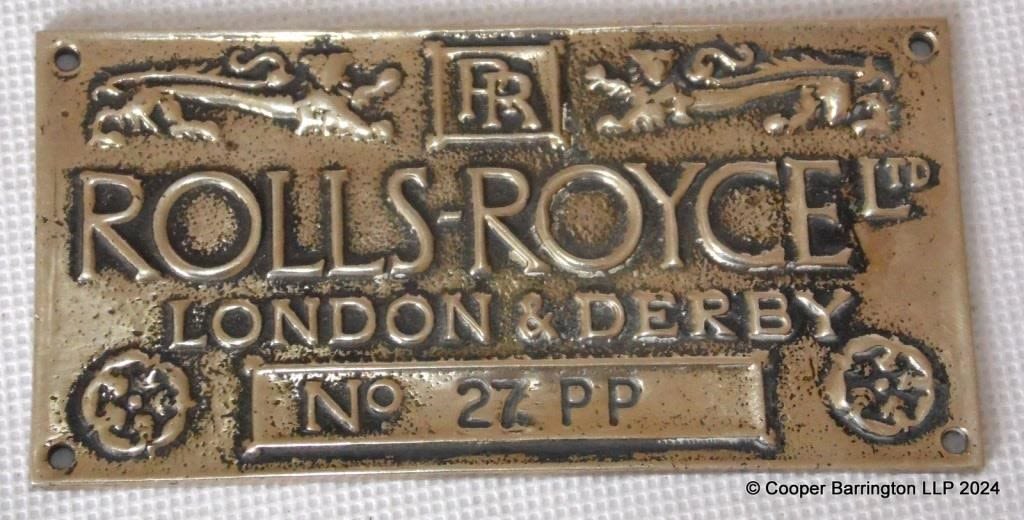 RR
ROLLS-ROYCE LTD
LONDON & DERBY
No 27 PP
© Cooper Barrington LLP 2024